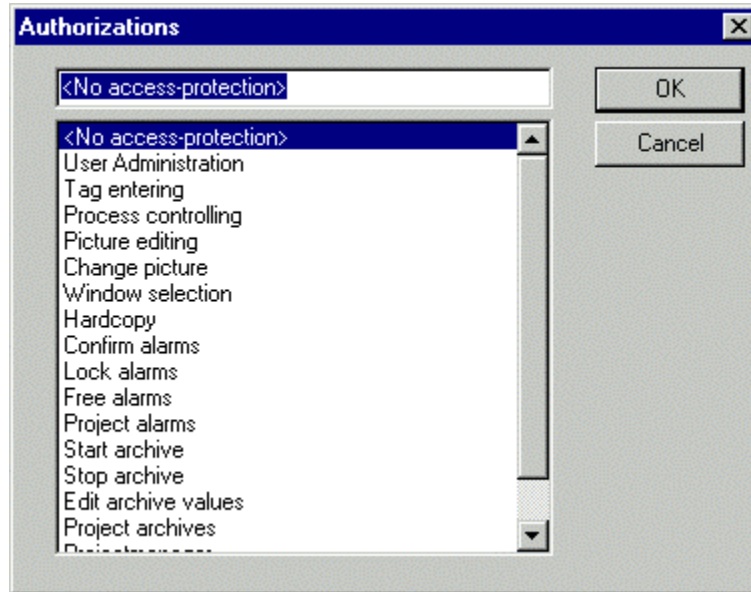 Authorizations
<No access-protection>
OK
<No access-protection>
Cancel
User Administration
Tag entering
Process controlling
Picture editing
Change picture
Window selection
Hardcopy
Confirm alarms
Lock alarms
Free alarms
Project alarms
Start archive
Stop archive
Edit archive values
Project archives